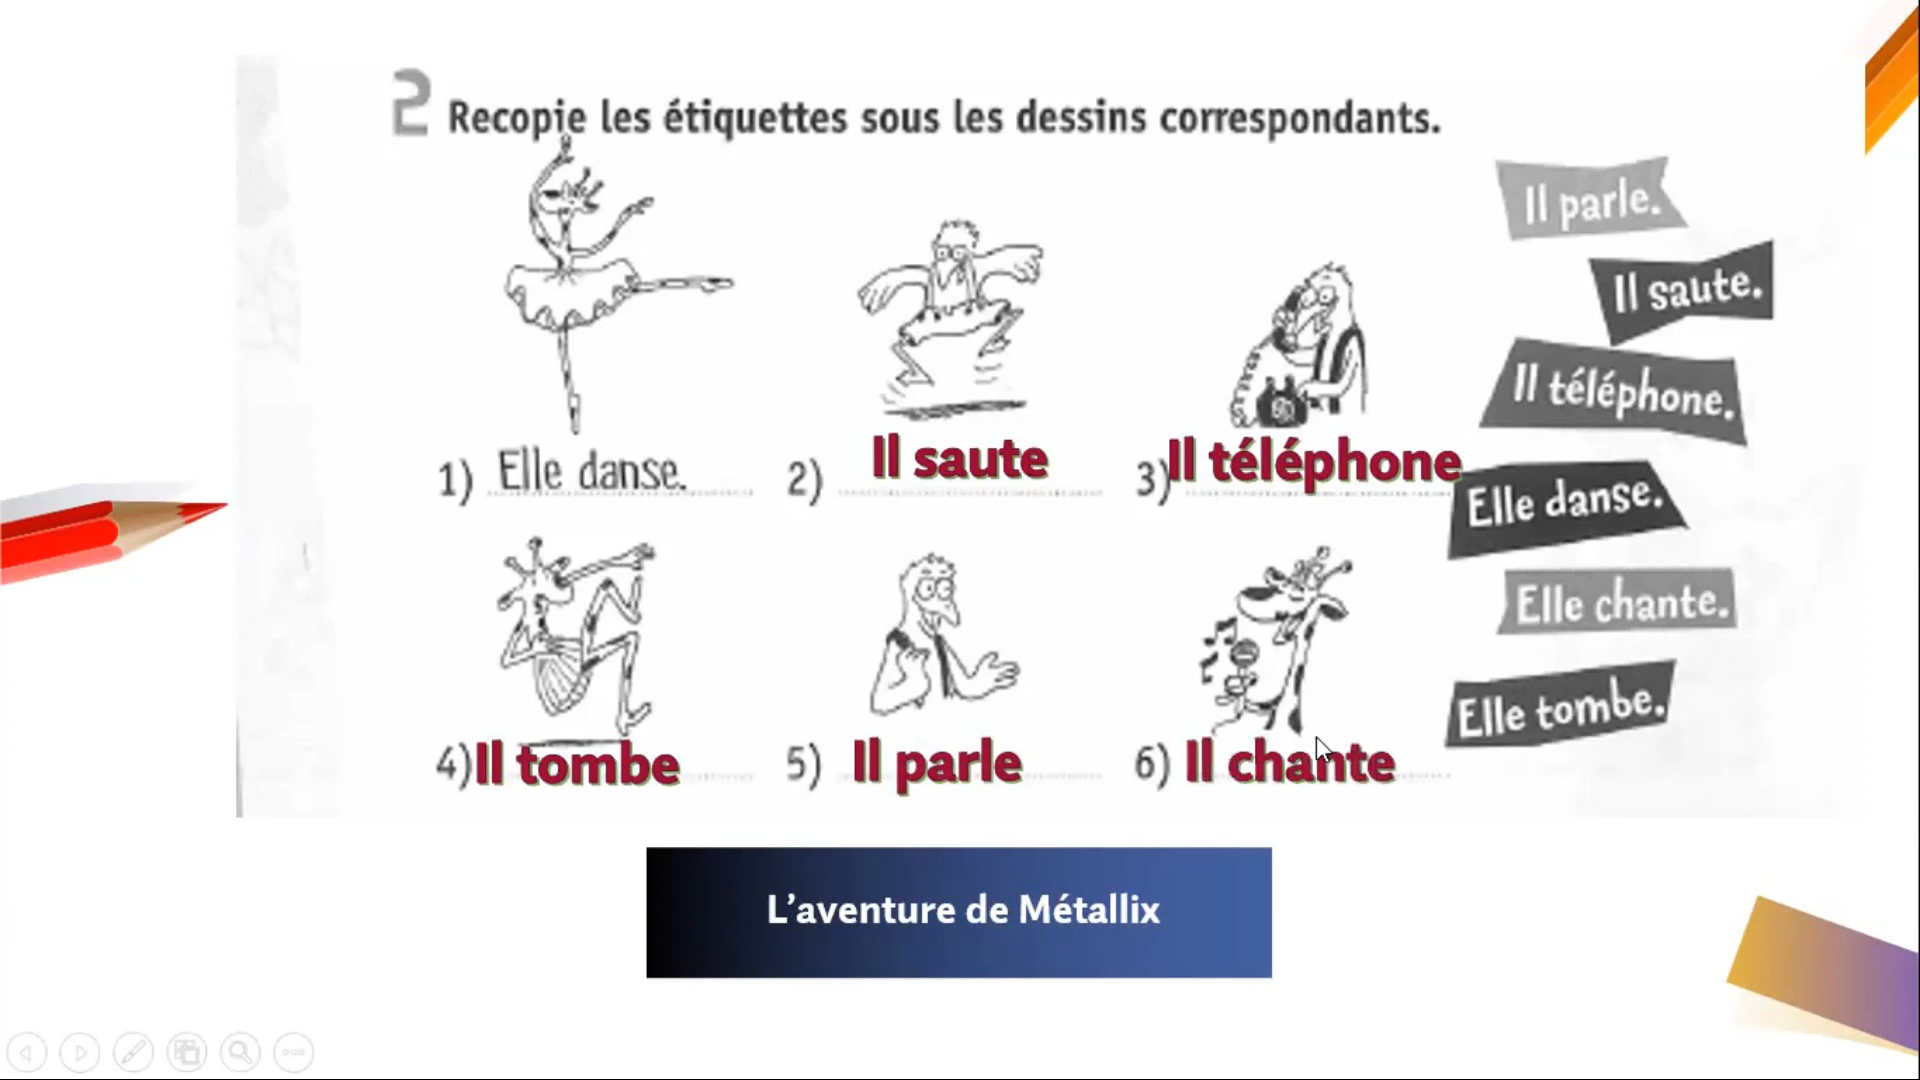 2 Recopie les étiquettes sous les dessins correspondants.
Il parle.
Il saute.
Il téléphone.
Elle danse.
Elle chante.
Elle tombe.
1) Elle danse.
2) Il saute
3) Il téléphone
4) Il tombe
5) Il parle
6) Il chante
L'aventure de Métallix